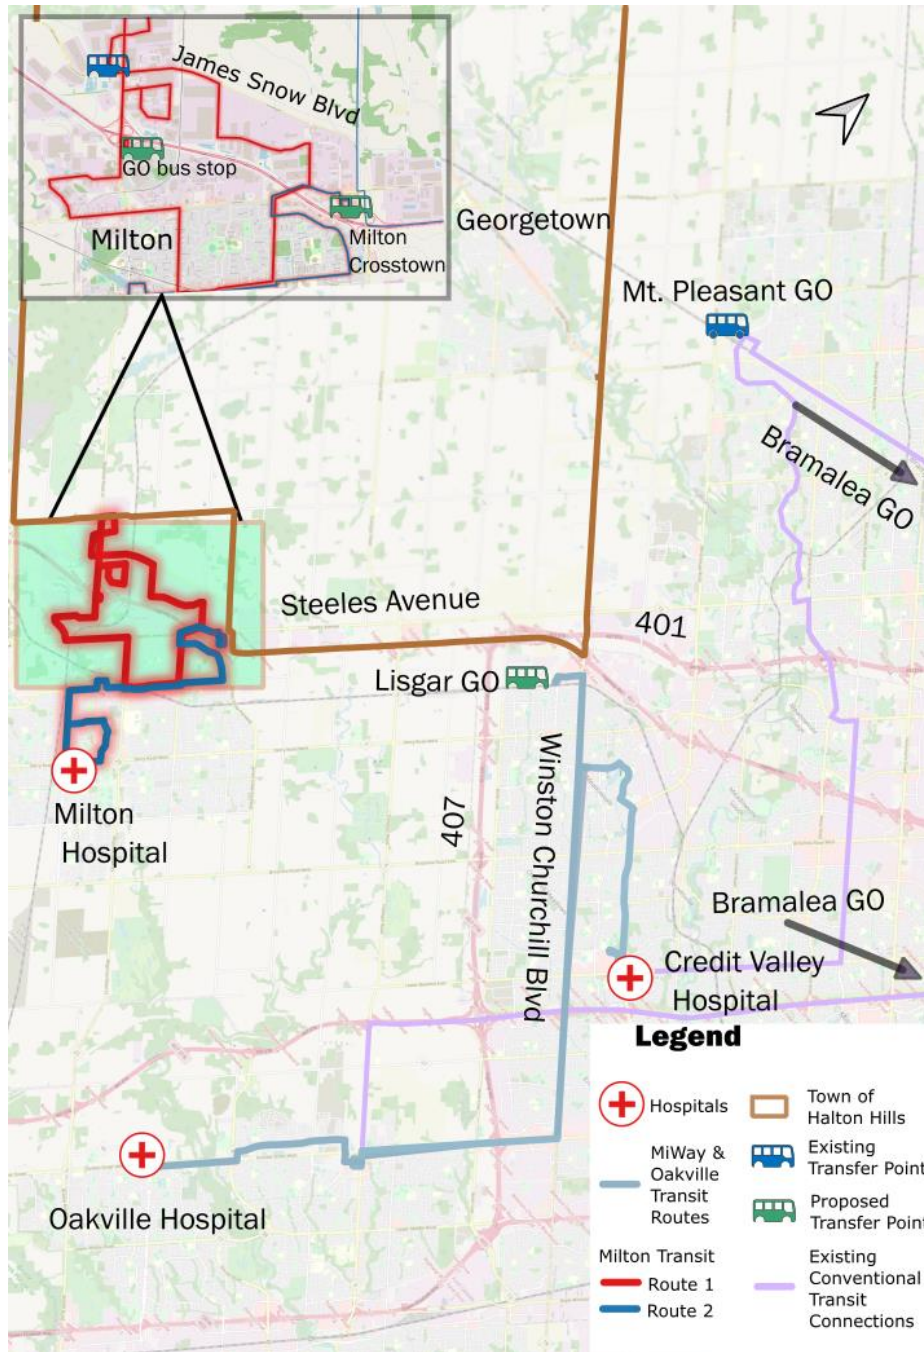 James Snow Blvd
GO bus stop
Milton
Milton
Crosstown
Georgetown
Mt. Pleasant GO
Bramalea GO
Steeles Avenue
401
Lisgar GO
Winston Churchill Blvd
407
Milton
Hospital
Bramalea GO
Credit Valley
Hospital
Oakville Hospital
Legend
Hospitals
Town of
Halton Hills
MiWay &
Oakville
Transit
Routes
Existing
Transfer Point
Proposed
Transfer Point
Milton Transit
Route 1
Route 2
Existing
Conventional
Transit
Connections